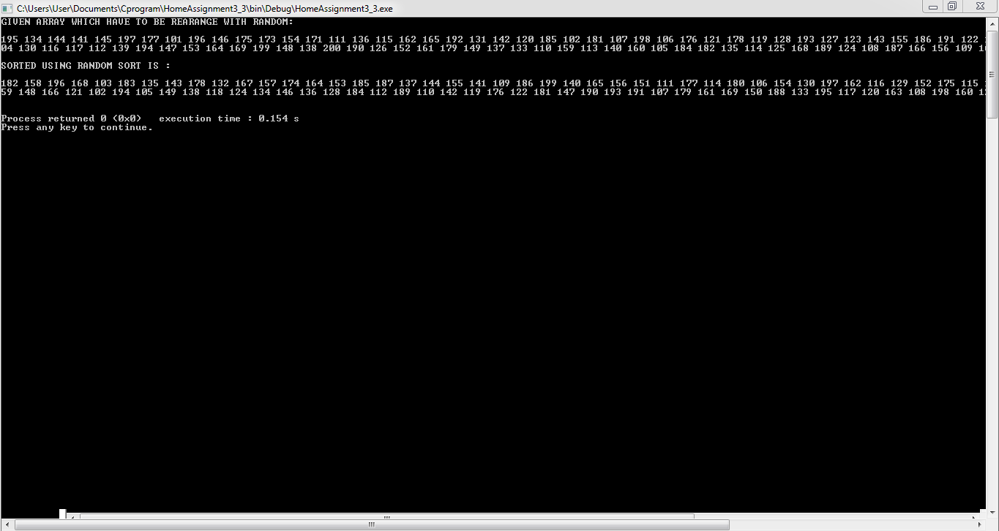 C:\Users\User\Documents\Cprogram\HomeAssignment3_3\bin\Debug\HomeAssignment3_3.exe
GIVEN ARRAY WHICH HAVE TO BE REARANGE WITH RANDOM:
195 134 144 141 145 197 177 101 196 146 175 173 154 171 111 136 115 162 165 192 131 142 120 185 102 181 107 198 106 176 121 178 119 128 193 127 123 143 155 186 191 122
04 130 116 117 112 139 194 147 153 164 169 199 148 138 200 190 126 152 161 179 149 137 133 110 159 113 140 160 105 184 182 135 114 125 168 189 124 108 187 166 156 109
SORTED USING RANDOM SORT IS :
182 158 196 168 103 183 135 143 178 132 167 157 174 164 153 185 187 137 144 155 141 109 186 199 140 165 156 151 111 177 114 180 106 154 130 197 162 116 129 152 175 115
59 148 166 121 102 194 105 149 138 118 124 134 146 136 128 184 112 189 110 142 119 176 122 181 147 190 193 191 107 179 161 169 150 188 133 195 117 120 163 108 198 160
Process returned 0 (0x0)   execution time : 0.154 s
Press any key to continue.